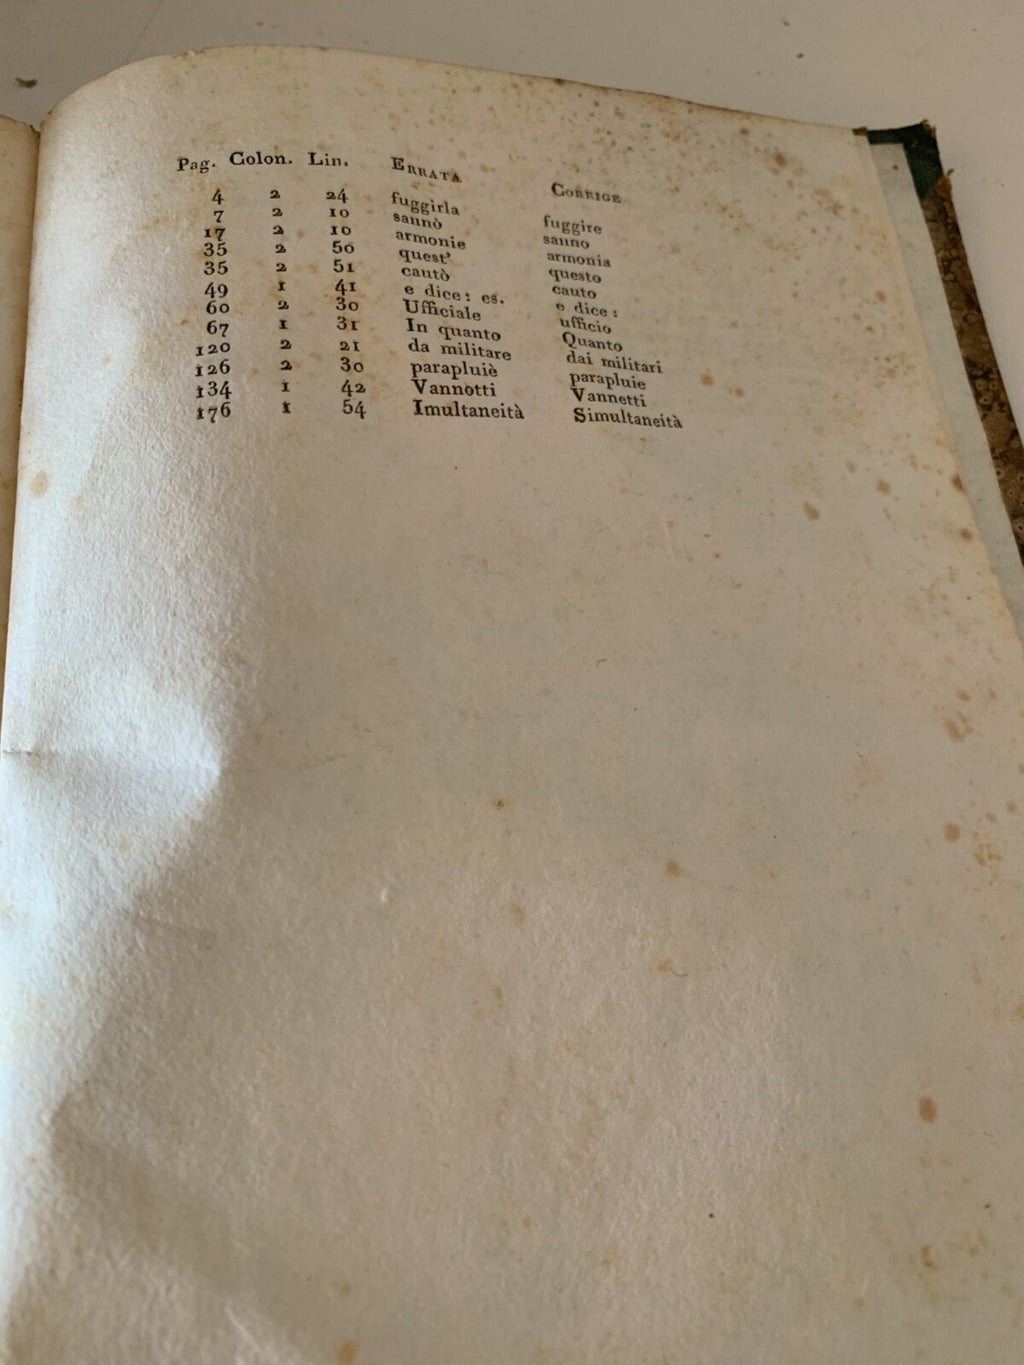 Pag. Colon. Lin. ERRATA CORRIGE
4 2 24 fuggirla fuggire
7 2 10 sannò sanno
17 2 10 armonie armonia
35 2 50 quest' questo
35 2 51 cautò cauto
49 1 41 e dice: es. e dice:
60 2 30 Ufficiale ufficio
67 1 31 In quanto Quanto
120 2 21 da militare dai militari
126 2 30 parapluiè parapluie
134 1 42 Vannotti Vannetti
176 1 54 Imultaneità Simultaneità